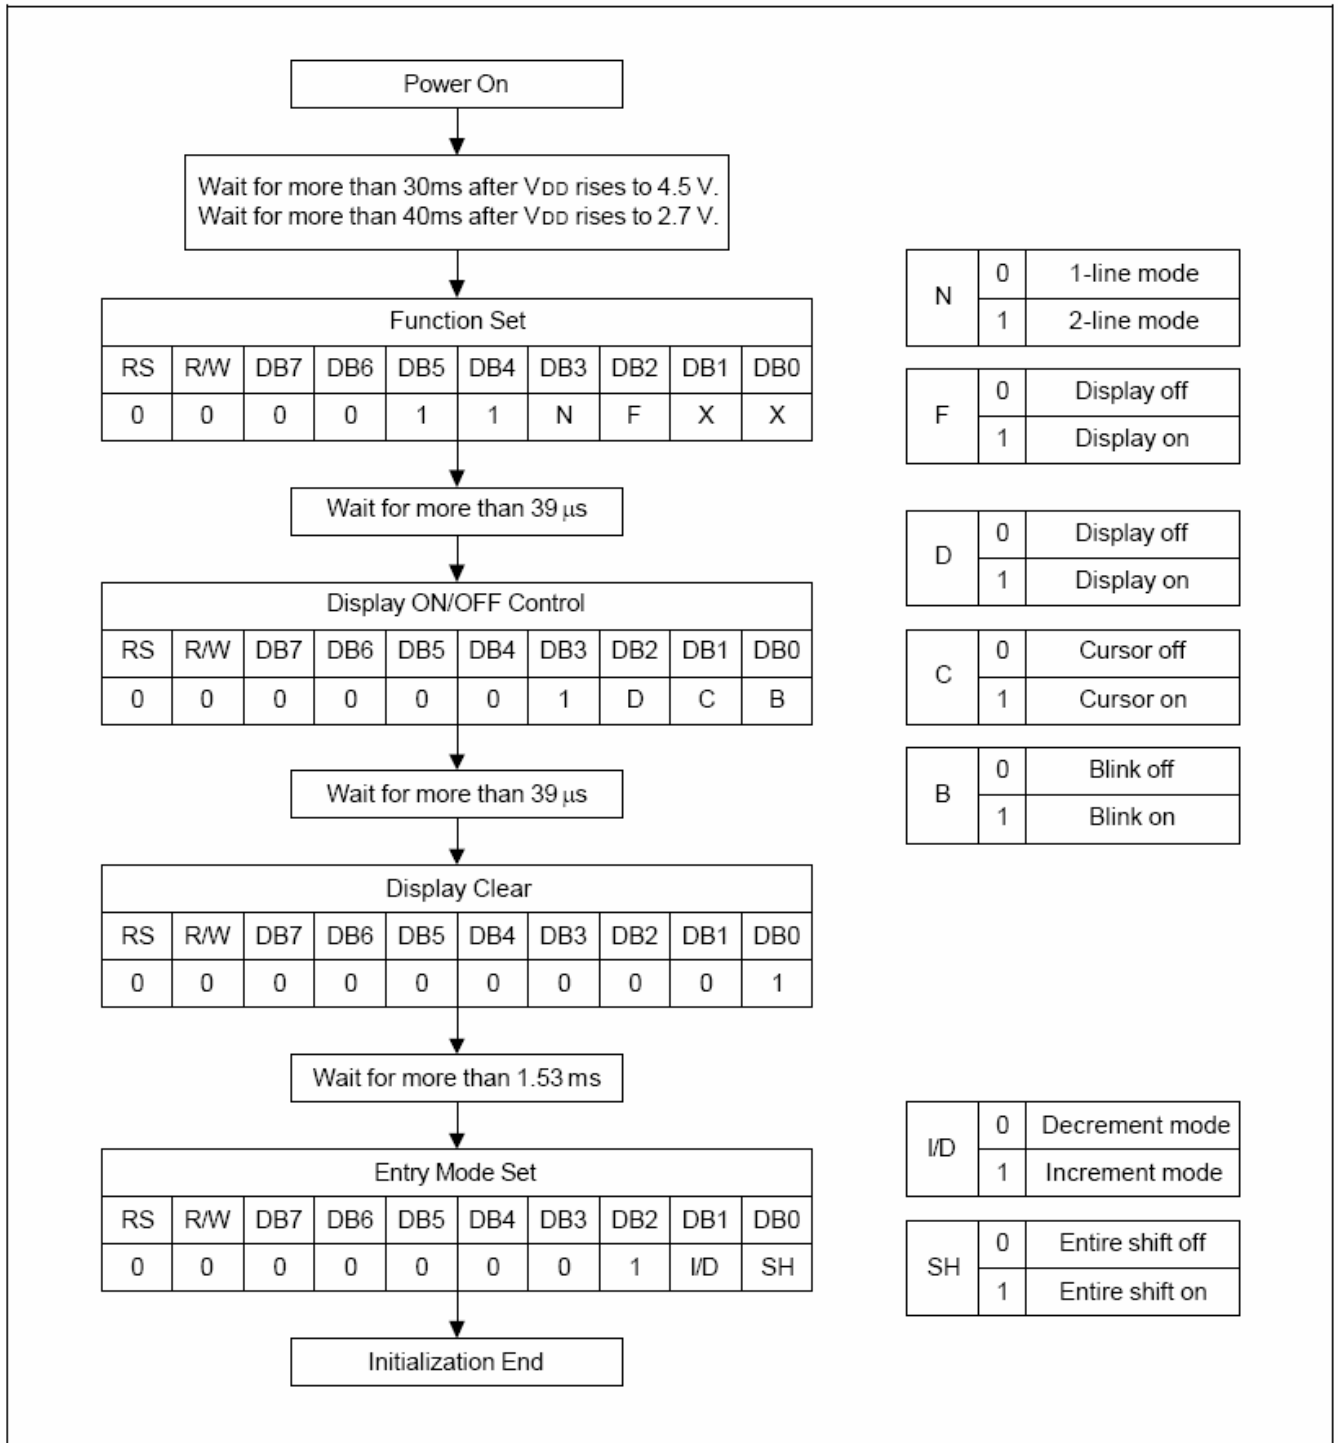 Power On
Wait for more than 30ms after VDD rises to 4.5 V.
Wait for more than 40ms after VDD rises to 2.7 V.
Function Set
RS R/W DB7 DB6 DB5 DB4 DB3 DB2 DB1 DB0
0 0 0 0 1 1 N F X X
N
0 1-line mode
1 2-line mode
F
0 Display off
1 Display on
Wait for more than 39 μs
Display ON/OFF Control
RS R/W DB7 DB6 DB5 DB4 DB3 DB2 DB1 DB0
0 0 0 0 0 0 1 D C B
D
0 Display off
1 Display on
C
0 Cursor off
1 Cursor on
B
0 Blink off
1 Blink on
Wait for more than 39 μs
Display Clear
RS R/W DB7 DB6 DB5 DB4 DB3 DB2 DB1 DB0
0 0 0 0 0 0 0 0 0 1
Wait for more than 1.53 ms
Entry Mode Set
RS R/W DB7 DB6 DB5 DB4 DB3 DB2 DB1 DB0
0 0 0 0 0 0 0 1 I/D SH
I/D
0 Decrement mode
1 Increment mode
SH
0 Entire shift off
1 Entire shift on
Initialization End